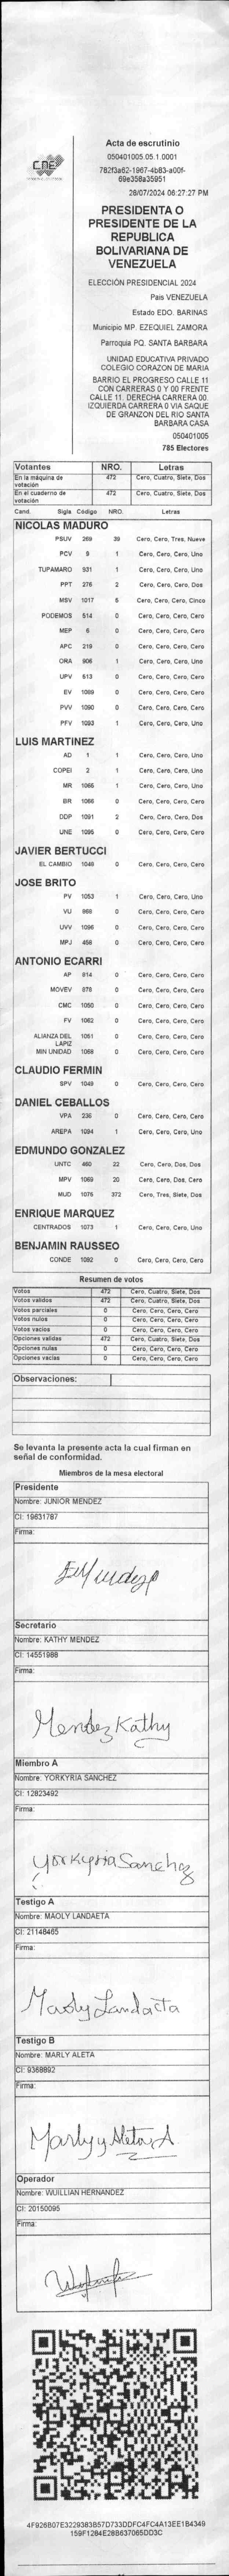 CNE
Acta de escrutinio
050401005.05.1.0001
782f3a62-1967-4b83-a00f-
69e358a35951
28/07/2024 06:27:27 PM
PRESIDENTA O
PRESIDENTE DE LA
REPUBLICA
BOLIVARIANA DE
VENEZUELA
ELECCIÓN PRESIDENCIAL 2024
Pais VENEZUELA
Estado EDO. BARINAS
Municipio MP. EZEQUIEL ZAMORA
Parroquia PQ. SANTA BARBARA
UNIDAD EDUCATIVA PRIVADO
COLEGIO CORAZON DE MARIA
BARRIO EL PROGRESO CALLE 11
CON CARRERAS 0 Y 00 FRENTE
CALLE 11. DERECHA CARRERA 00.
IZQUIERDA CARRERA 0 VIA SAQUE
DE GRANZON DEL RIO SANTA
BARBARA CASA
050401005
785 Electores
Votantes NRO. Letras
En la máquina de votación 472 Cero, Cuatro, Siete, Dos
En el cuaderno de votación 472 Cero, Cuatro, Siete, Dos
Cand. Sigla Código NRO. Letras
NICOLAS MADURO
PSUV 269 39 Cero, Cero, Tres, Nueve
PCV 9 1 Cero, Cero, Cero, Uno
TUPAMARO 931 1 Cero, Cero, Cero, Uno
PPT 276 2 Cero, Cero, Cero, Dos
MSV 1017 5 Cero, Cero, Cero, Cinco
PODEMOS 514 0 Cero, Cero, Cero, Cero
MEP 6 0 Cero, Cero, Cero, Cero
APC 219 0 Cero, Cero, Cero, Cero
ORA 906 1 Cero, Cero, Cero, Uno
UPV 513 0 Cero, Cero, Cero, Cero
EV 1089 0 Cero, Cero, Cero, Cero
PVV 1090 0 Cero, Cero, Cero, Cero
PFV 1093 1 Cero, Cero, Cero, Uno
LUIS MARTINEZ
AD 1 1 Cero, Cero, Cero, Uno
COPEI 2 1 Cero, Cero, Cero, Uno
MR 1065 1 Cero, Cero, Cero, Uno
BR 1066 0 Cero, Cero, Cero, Cero
DDP 1091 2 Cero, Cero, Cero, Dos
UNE 1095 0 Cero, Cero, Cero, Cero
JAVIER BERTUCCI
EL CAMBIO 1048 0 Cero, Cero, Cero, Cero
JOSE BRITO
PV 1053 1 Cero, Cero, Cero, Uno
VU 968 0 Cero, Cero, Cero, Cero
UVV 1096 0 Cero, Cero, Cero, Cero
MPJ 458 0 Cero, Cero, Cero, Cero
ANTONIO ECARRI
AP 814 0 Cero, Cero, Cero, Cero
MOVEV 878 0 Cero, Cero, Cero, Cero
CMC 1050 0 Cero, Cero, Cero, Cero
FV 1062 0 Cero, Cero, Cero, Cero
ALIANZA DEL LAPIZ 1051 0 Cero, Cero, Cero, Cero
MIN UNIDAD 1068 0 Cero, Cero, Cero, Cero
CLAUDIO FERMIN
SPV 1049 0 Cero, Cero, Cero, Cero
DANIEL CEBALLOS
VPA 236 0 Cero, Cero, Cero, Cero
AREPA 1094 1 Cero, Cero, Cero, Uno
EDMUNDO GONZALEZ
UNTC 460 22 Cero, Cero, Dos, Dos
MPV 1069 20 Cero, Cero, Dos, Cero
MUD 1076 372 Cero, Tres, Siete, Dos
ENRIQUE MARQUEZ
CENTRADOS 1073 1 Cero, Cero, Cero, Uno
BENJAMIN RAUSSEO
CONDE 1092 0 Cero, Cero, Cero, Cero
Resumen de votos
Votos 472 Cero, Cuatro, Siete, Dos
Votos validos 472 Cero, Cuatro, Siete, Dos
Votos parciales 0 Cero, Cero, Cero, Cero
Votos nulos 0 Cero, Cero, Cero, Cero
Votos vacios 0 Cero, Cero, Cero, Cero
Opciones validas 472 Cero, Cuatro, Siete, Dos
Opciones nulas 0 Cero, Cero, Cero, Cero
Opciones vacias 0 Cero, Cero, Cero, Cero
Observaciones:
Se levanta la presente acta la cual firman en
señal de conformidad.
Miembros de la mesa electoral
Presidente
Nombre: JUNIOR MENDEZ
CI: 19631787
Firma:
Secretario
Nombre: KATHY MENDEZ
CI: 14551988
Firma:
Mendez Kathy
Miembro A
Nombre: YORKYRIA SANCHEZ
CI: 12823492
Firma:
Yorkyria Sanchez
Testigo A
Nombre: MAOLY LANDAETA
CI: 21148465
Firma:
Maoly Landaeta
Testigo B
Nombre: MARLY ALETA
CI: 9368892
Firma:
Marly y Aleta A
Operador
Nombre: WUILLIAN HERNANDEZ
CI: 20150095
Firma:
4F926B07E3229383B57D733DDFC4FC4A13EE1B4349
159F1284E28B637065DD3C